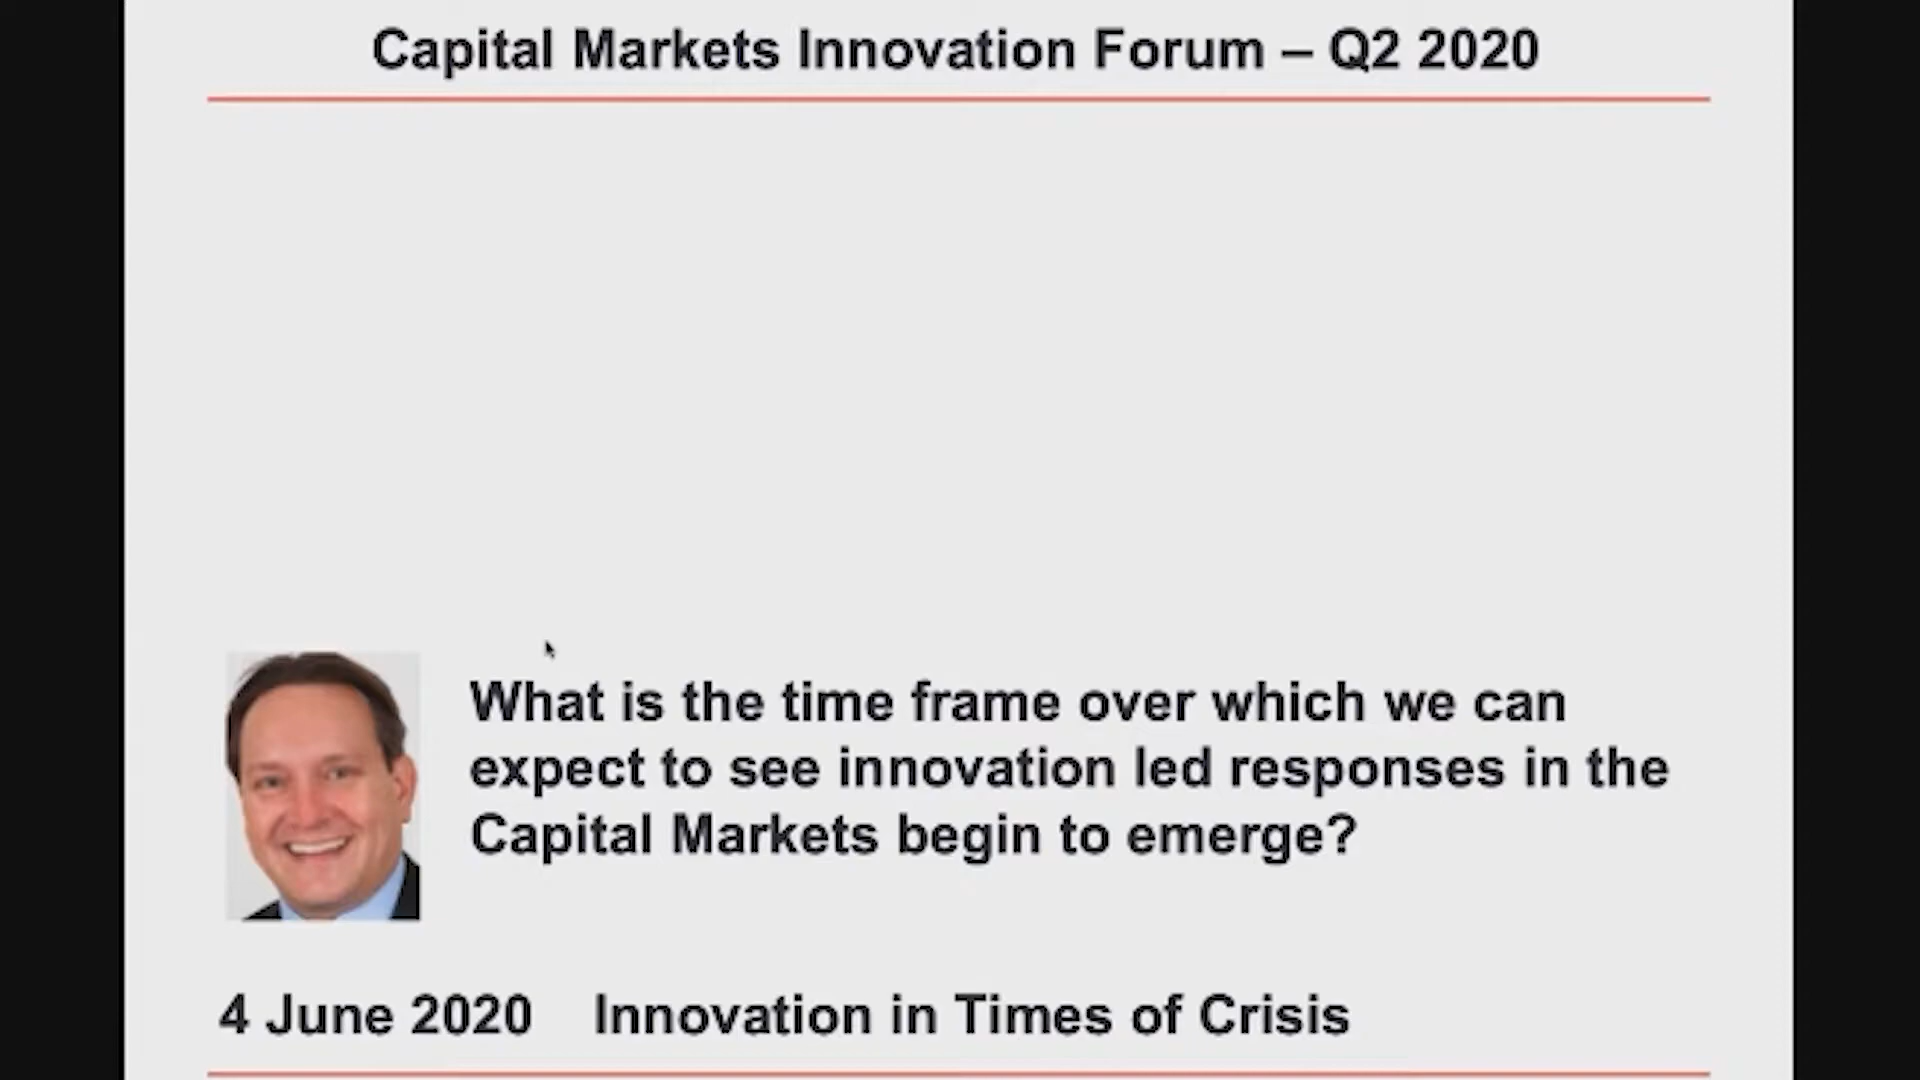 Capital Markets Innovation Forum – Q2 2020
What is the time frame over which we can
expect to see innovation led responses in the
Capital Markets begin to emerge?
4 June 2020 Innovation in Times of Crisis